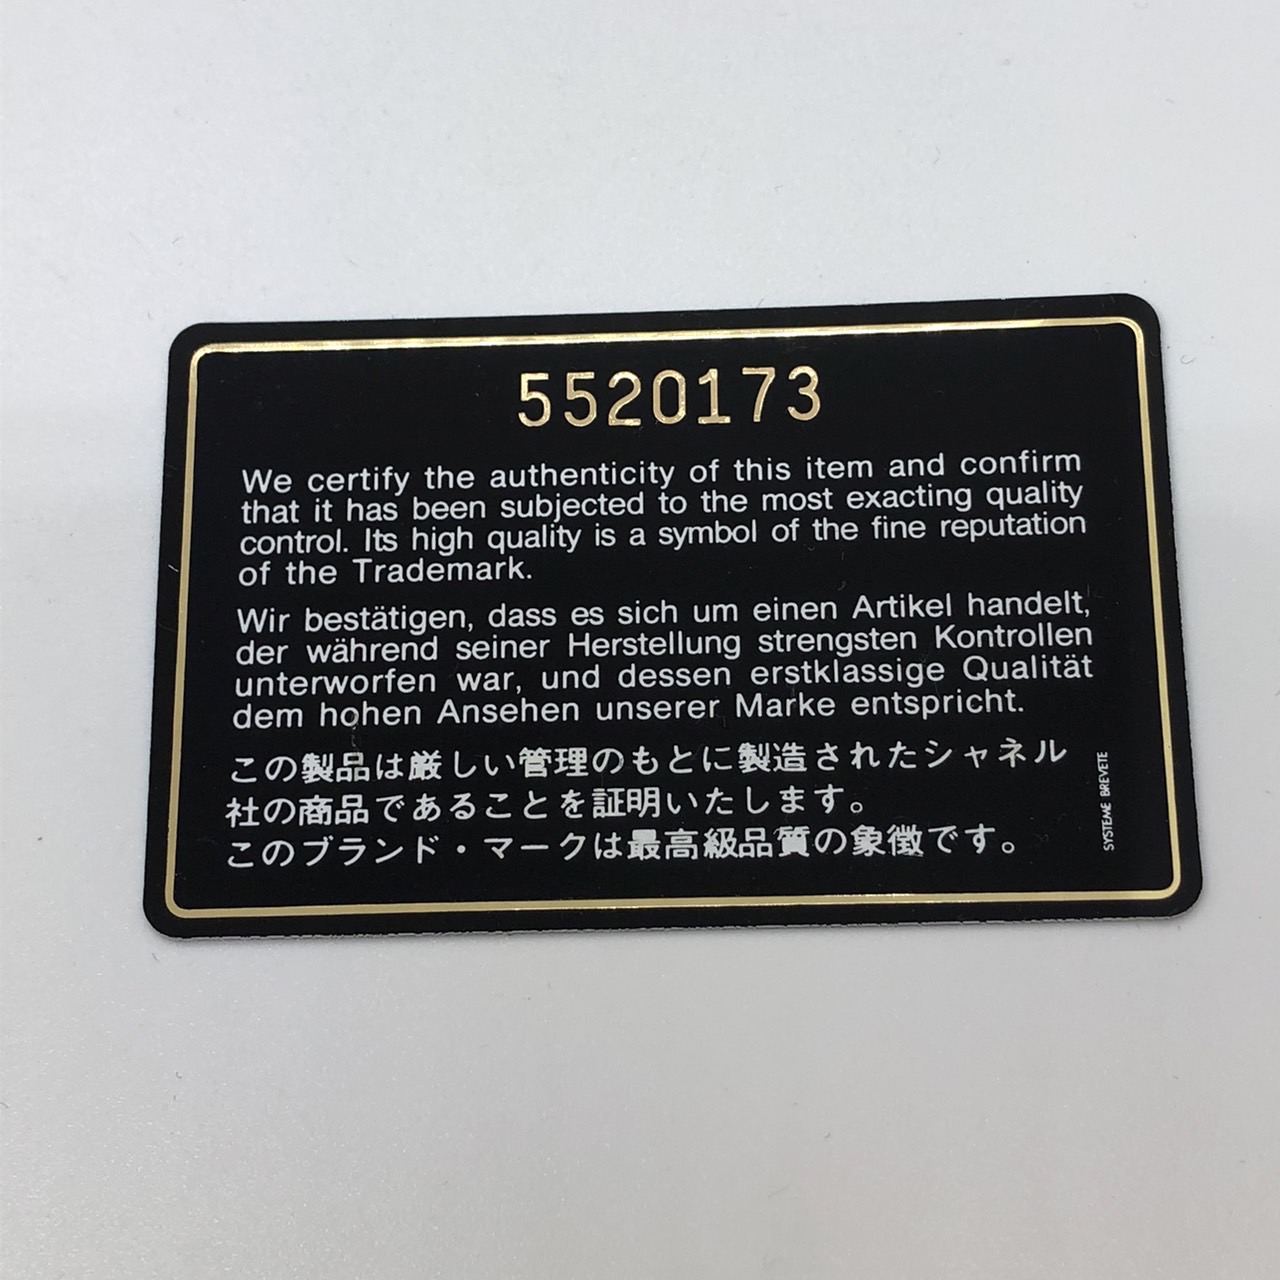 5520173
We certify the authenticity of this item and confirm
that it has been subjected to the most exacting quality
control. Its high quality is a symbol of the fine reputation
of the Trademark.
Wir bestätigen, dass es sich um einen Artikel handelt,
der während seiner Herstellung strengsten Kontrollen
unterworfen war, und dessen erstklassige Qualität
dem hohen Ansehen unserer Marke entspricht.
この製品は厳しい管理のもとに製造されたシャネル
社の商品であることを証明いたします。
このブランド・マークは最高級品質の象徴です。
SYSTEME BREVETE